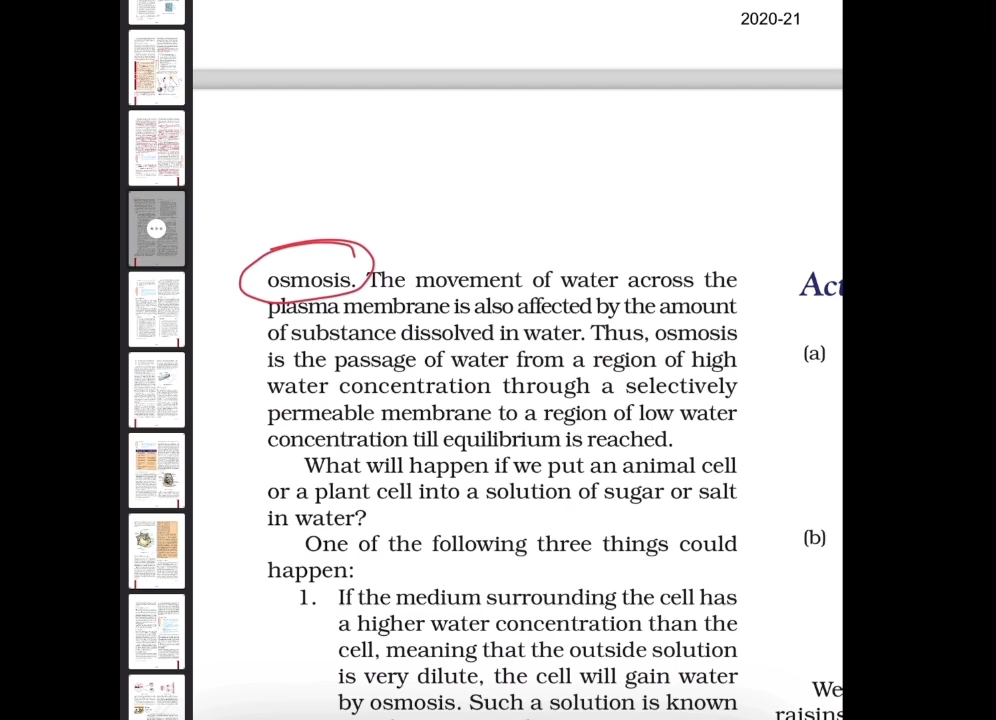 2020-21
osmosis. The movement of water across the
plasma membrane is also affected by the amount
of substance dissolved in water. Thus, osmosis
is the passage of water from a region of high
water concentration through a selectively
permeable membrane to a region of low water
concentration till equilibrium is reached.
What will happen if we put an animal cell
or a plant cell into a solution of sugar or salt
in water?
One of the following three things could
happen:
1. If the medium surrounding the cell has
a higher water concentration than the
cell, meaning that the outside solution
is very dilute, the cell will gain water
by osmosis. Such a solution is known
Act
(a)
(b)
We
raisins